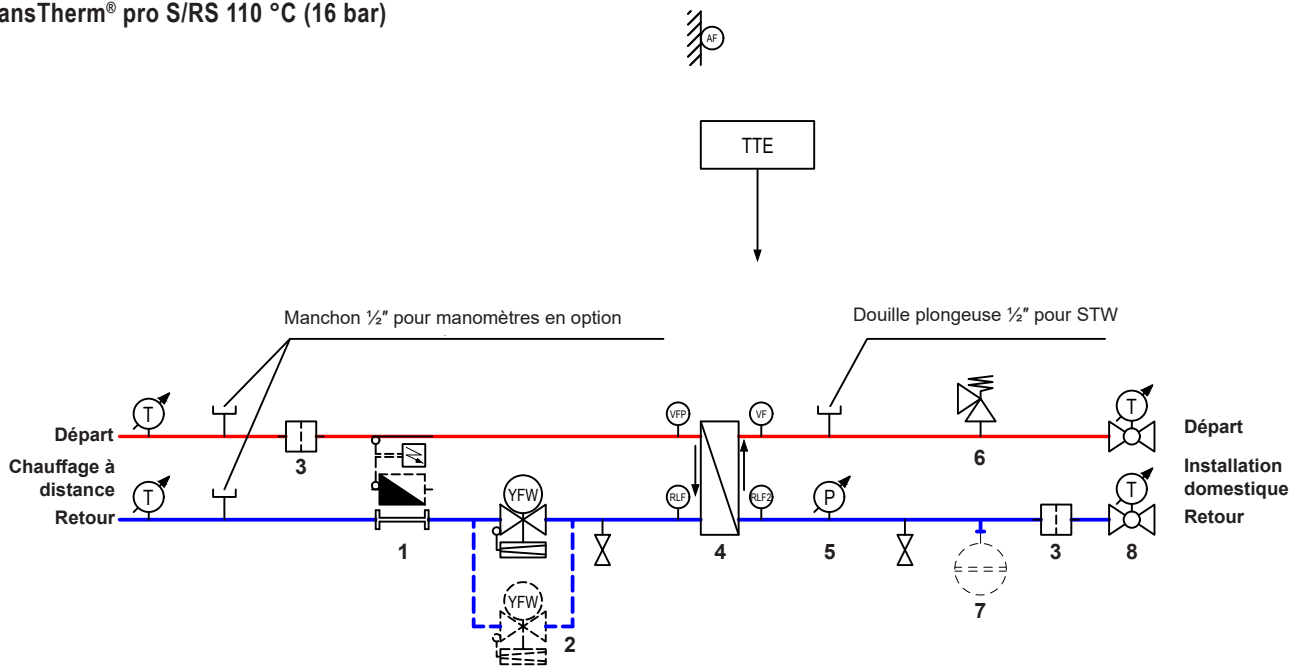 ansTherm® pro S/RS 110 °C (16 bar)
AF
TTE
Manchon ½″ pour manomètres en option
Douille plongeuse ½″ pour STW
T
VFP
VF
T
Départ
Départ
3
6
Chauffage à
distance
Installation
domestique
T
YFW
RLF
RLF2
P
T
Retour
Retour
1
4
5
3
8
YFW
2
7